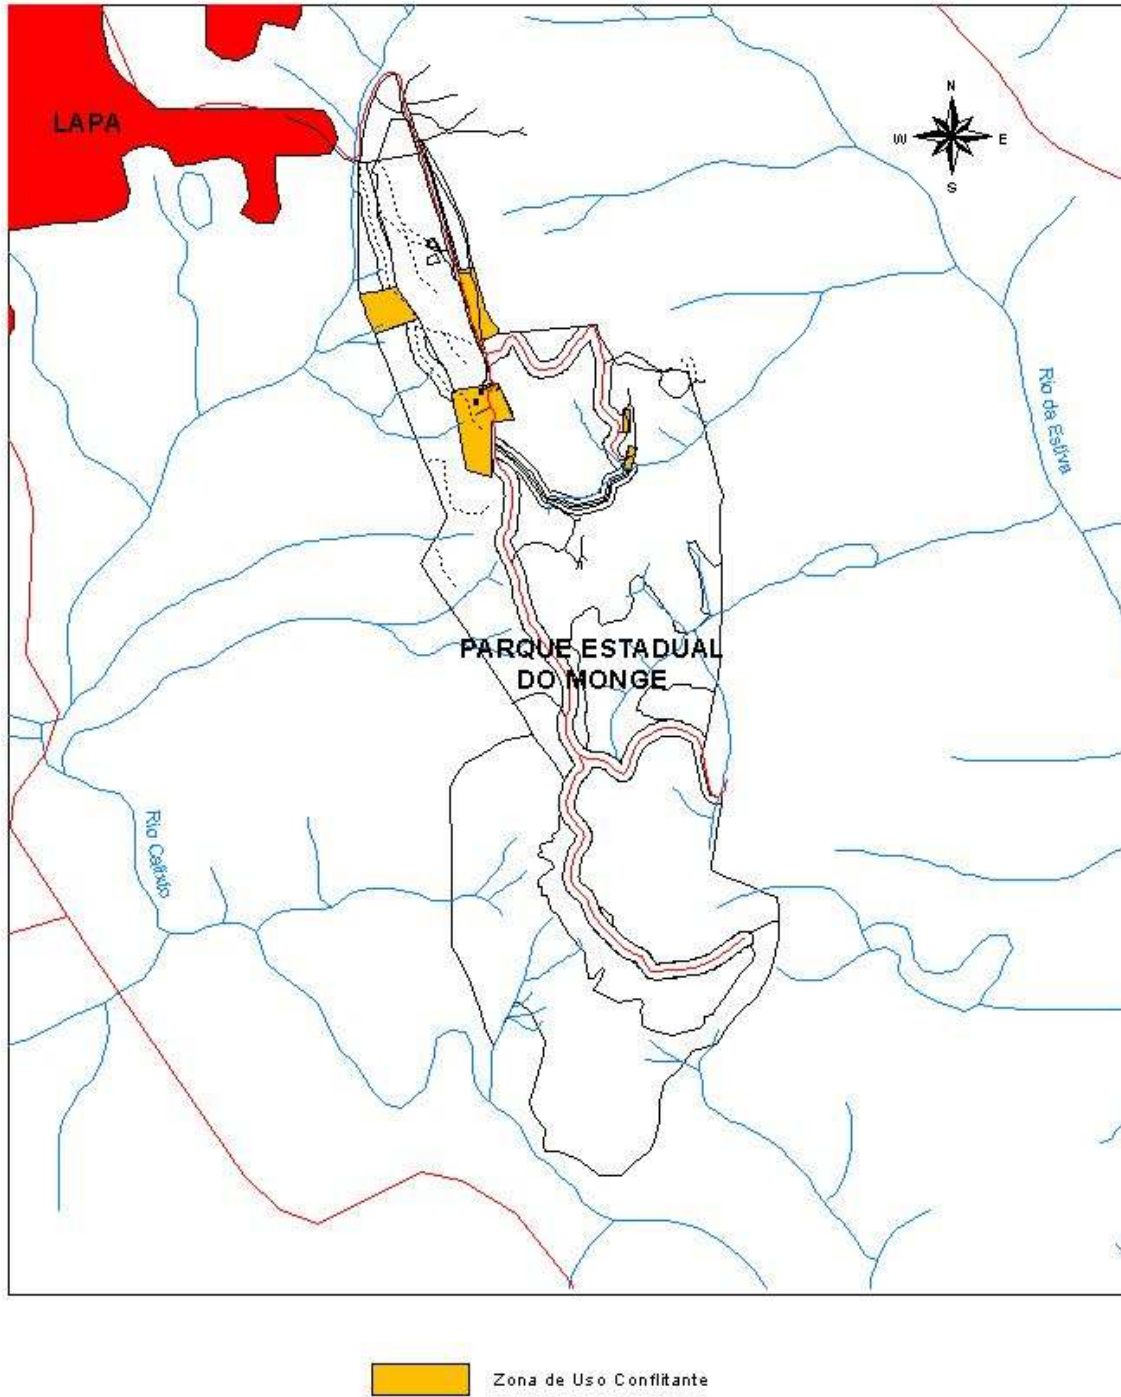 LAPA
N
W
E
S
Rio da Estiva
PARQUE ESTADUAL
DO MONGE
Rio Calixto
Zona de Uso Conflitante